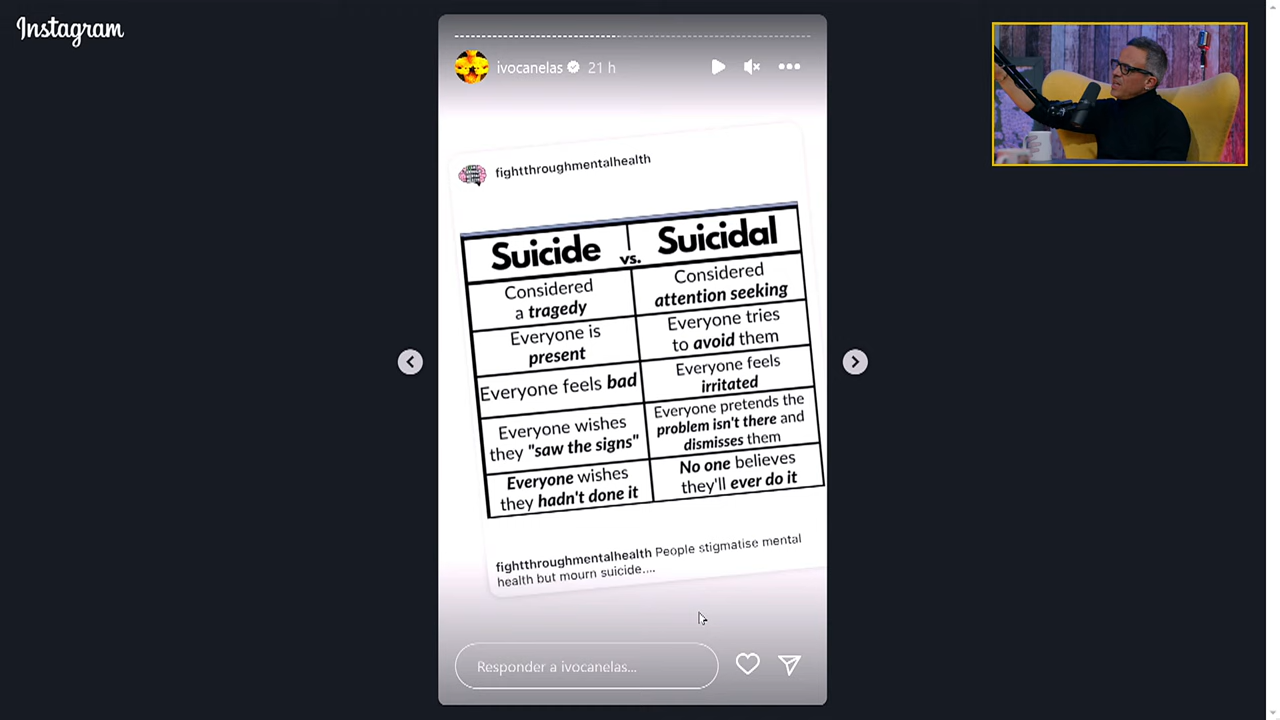 Instagram
ivocanelas 21 h
fightthroughmentalhealth
Suicide vs. Suicidal
Considered
a tragedy
Considered
attention seeking
Everyone is
present
Everyone tries
to avoid them
Everyone feels bad
Everyone feels
irritated
Everyone wishes
they "saw the signs"
Everyone pretends the
problem isn't there and
dismisses them
Everyone wishes
they hadn't done it
No one believes
they'll ever do it
fightthroughmentalhealth People stigmatise mental
health but mourn suicide....
Responder a ivocanelas...